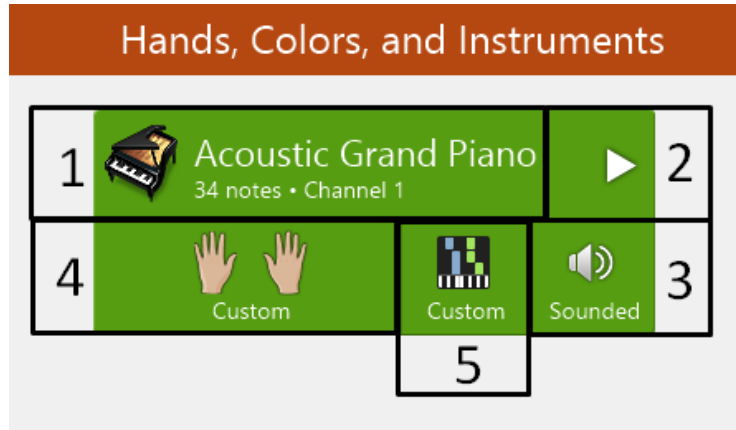 Hands, Colors, and Instruments
1
Acoustic Grand Piano
34 notes • Channel 1
2
4
Custom
Custom
Sounded
3
5